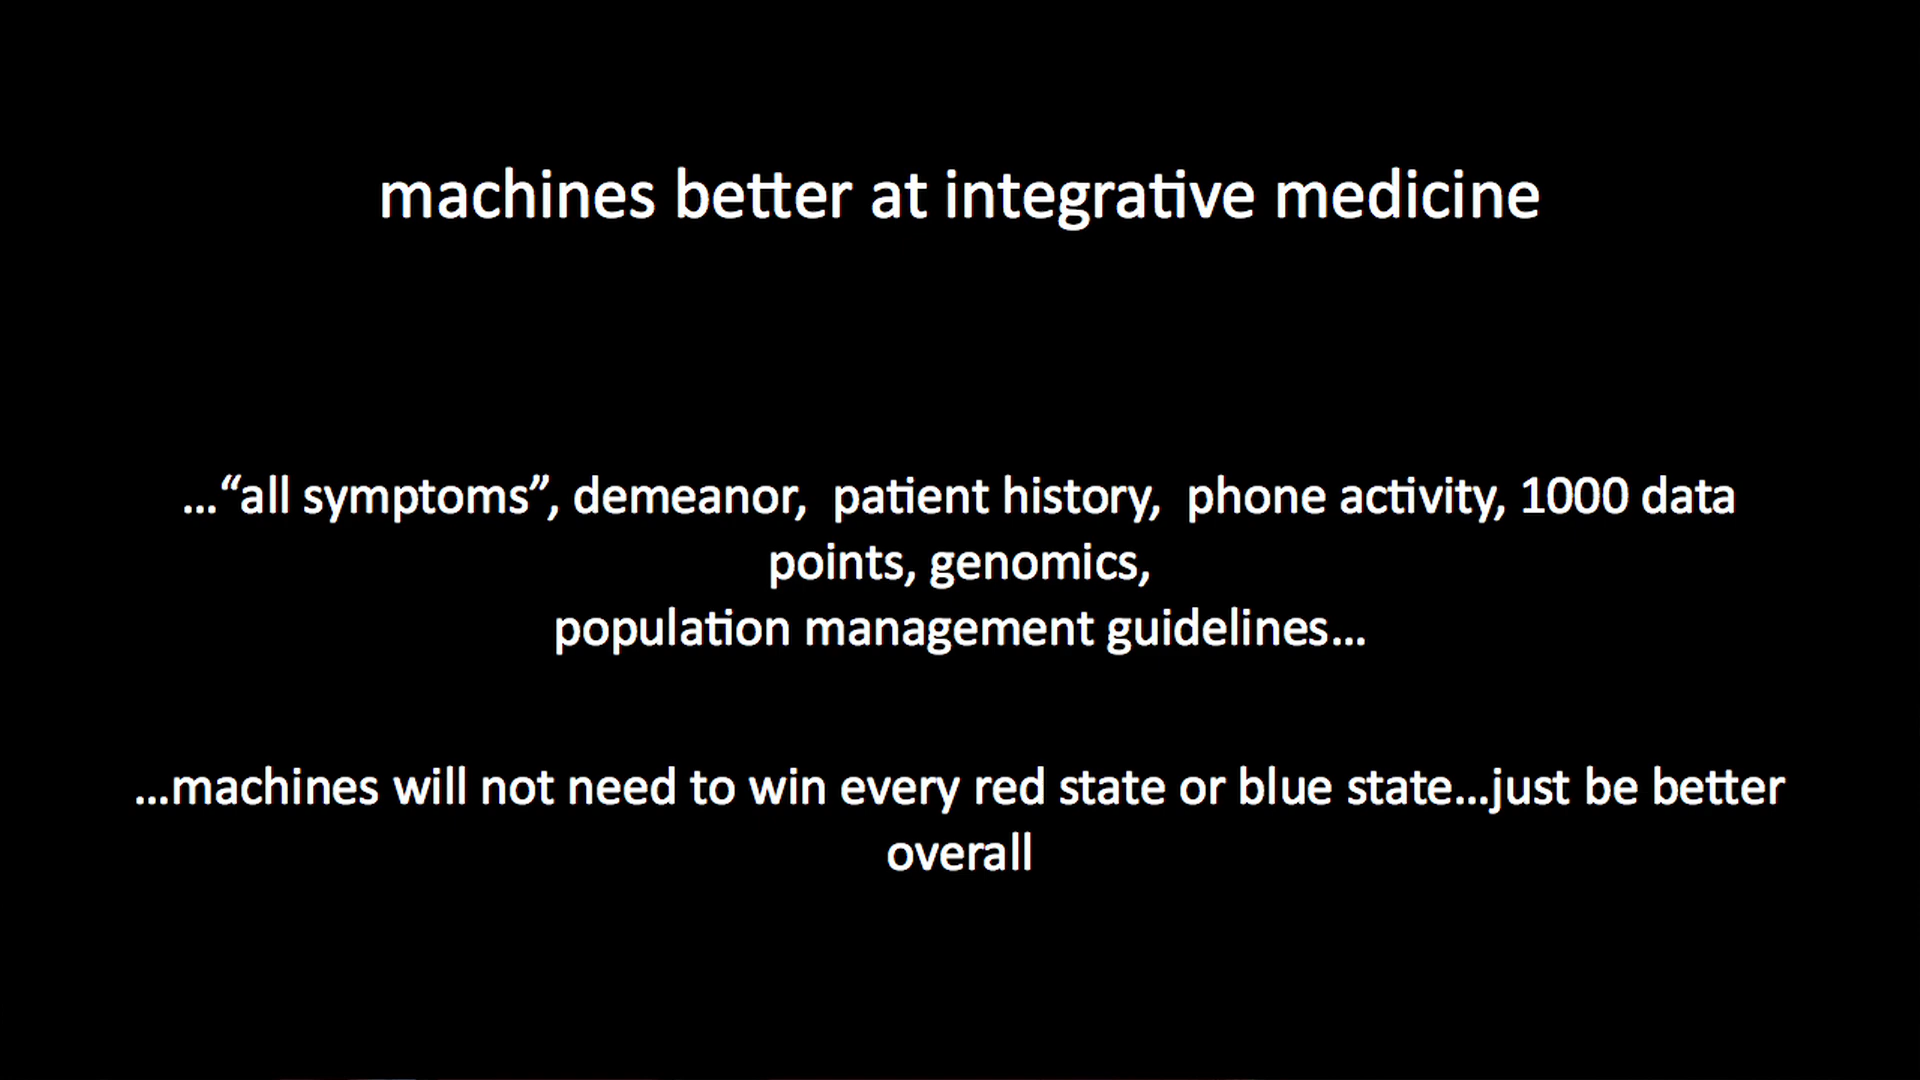 machines better at integrative medicine
…“all symptoms”, demeanor,  patient history,  phone activity, 1000 data
points, genomics,
population management guidelines…
…machines will not need to win every red state or blue state…just be better
overall